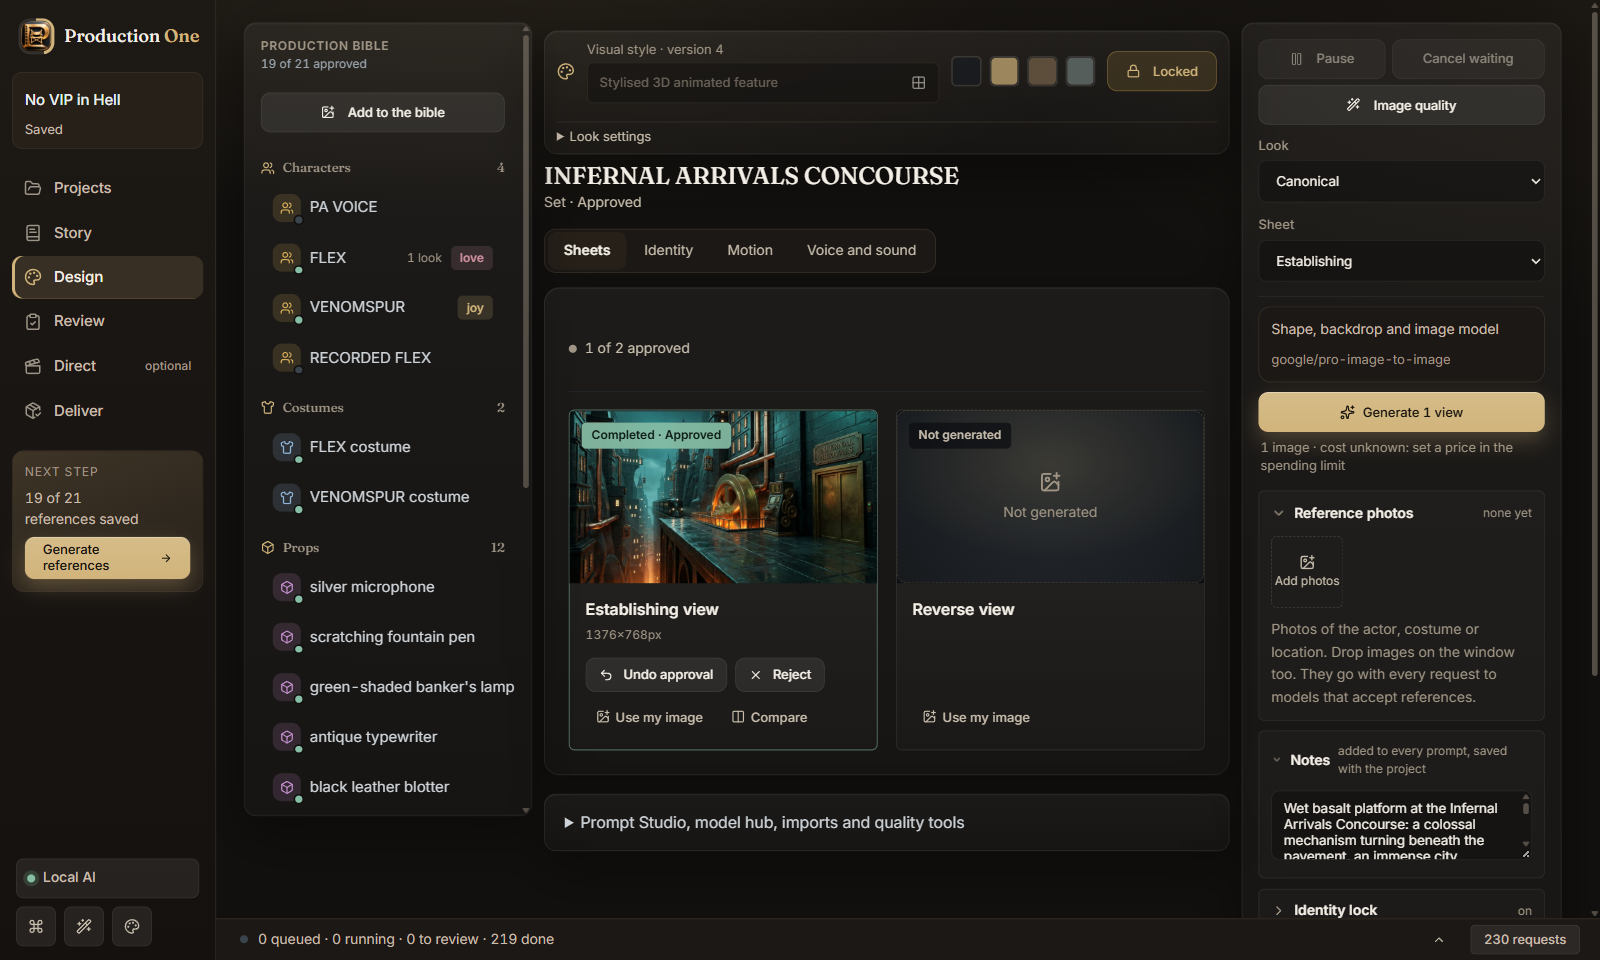 Production One
No VIP in Hell
Saved
Projects
Story
Design
Review
Direct
optional
Deliver
NEXT STEP
19 of 21
references saved
Generate
references
Local AI
PRODUCTION BIBLE
19 of 21 approved
Add to the bible
Characters
4
PA VOICE
FLEX
1 look
love
VENOMSPUR
joy
RECORDED FLEX
Costumes
2
FLEX costume
VENOMSPUR costume
Props
12
silver microphone
scratching fountain pen
green-shaded banker's lamp
antique typewriter
black leather blotter
Visual style · version 4
Stylised 3D animated feature
Locked
Look settings
INFERNAL ARRIVALS CONCOURSE
Set · Approved
Sheets
Identity
Motion
Voice and sound
1 of 2 approved
Completed · Approved
Establishing view
1376×768px
Undo approval
Reject
Use my image
Compare
Not generated
Not generated
Reverse view
Use my image
Prompt Studio, model hub, imports and quality tools
Pause
Cancel waiting
Image quality
Look
Canonical
Sheet
Establishing
Shape, backdrop and image model
google/pro-image-to-image
Generate 1 view
1 image · cost unknown: set a price in the
spending limit
Reference photos
none yet
Add photos
Photos of the actor, costume or
location. Drop images on the window
too. They go with every request to
models that accept references.
Notes
added to every prompt, saved
with the project
Wet basalt platform at the Infernal
Arrivals Concourse: a colossal
mechanism turning beneath the
pavement, an immense city
Identity lock
on
0 queued · 0 running · 0 to review · 219 done
230 requests